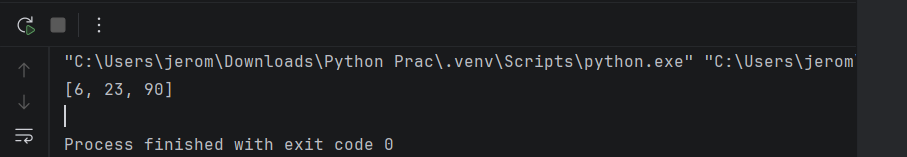 "C:\Users\jerom\Downloads\Python Prac\.venv\Scripts\python.exe" "C:\Users\jerom\
[6, 23, 90]
Process finished with exit code 0